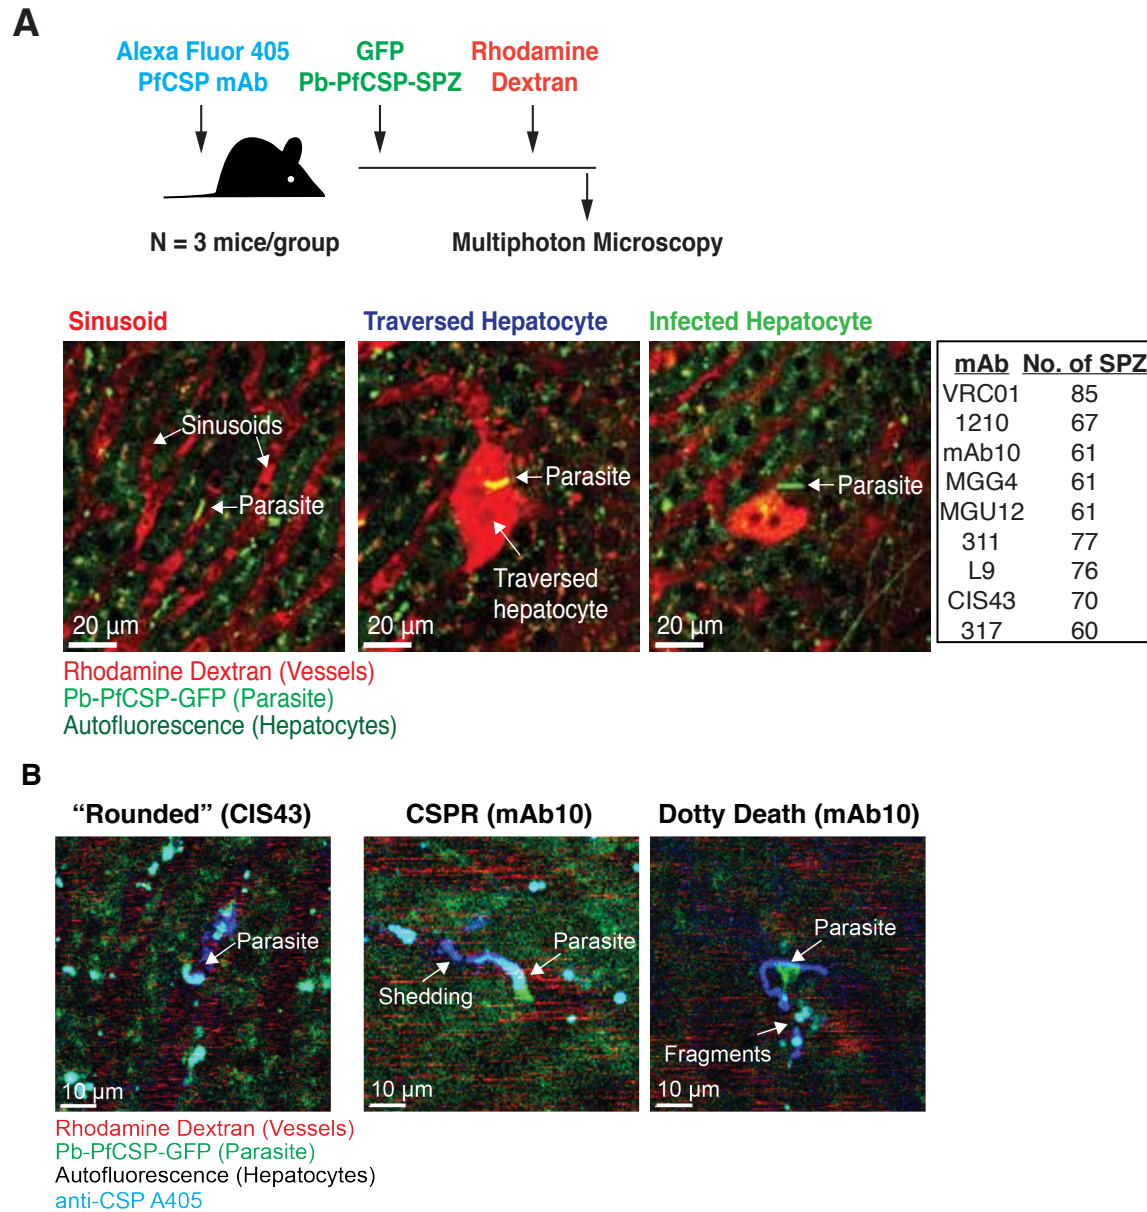 A
Alexa Fluor 405
PfCSP mAb
GFP
Pb-PfCSP-SPZ
Rhodamine
Dextran
N = 3 mice/group
Multiphoton Microscopy
Sinusoid
Traversed Hepatocyte
Infected Hepatocyte
Sinusoids
Parasite
20 µm
Parasite
Traversed
hepatocyte
20 µm
Parasite
20 µm
mAb No. of SPZ
VRC01 85
1210 67
mAb10 61
MGG4 61
MGU12 61
311 77
L9 76
CIS43 70
317 60
Rhodamine Dextran (Vessels)
Pb-PfCSP-GFP (Parasite)
Autofluorescence (Hepatocytes)
B
“Rounded” (CIS43)
CSPR (mAb10)
Dotty Death (mAb10)
Parasite
10 µm
Parasite
Shedding
10 µm
Parasite
Fragments
10 µm
Rhodamine Dextran (Vessels)
Pb-PfCSP-GFP (Parasite)
Autofluorescence (Hepatocytes)
anti-CSP A405